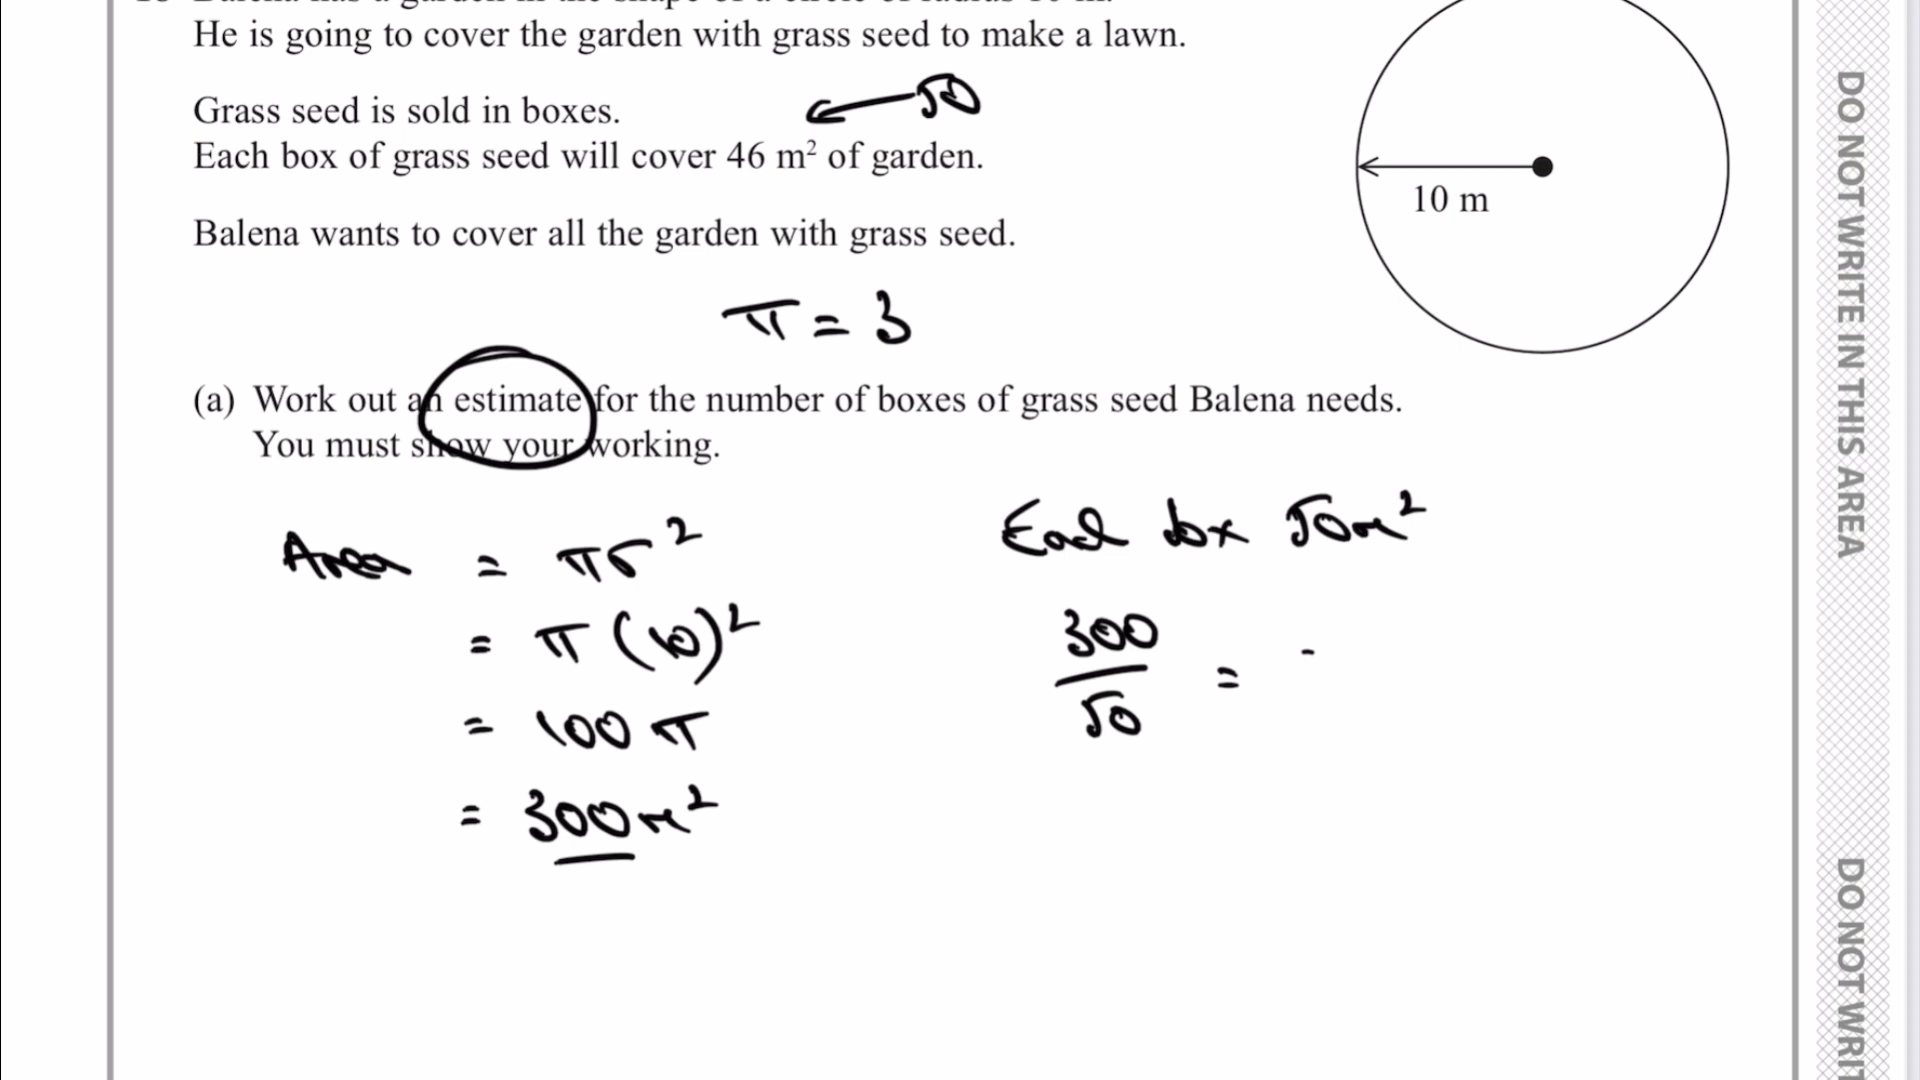 He is going to cover the garden with grass seed to make a lawn.
Grass seed is sold in boxes.
50
Each box of grass seed will cover 46 m² of garden.
10 m
Balena wants to cover all the garden with grass seed.
π = 3
(a) Work out an estimate for the number of boxes of grass seed Balena needs.
You must show your working.
Area = πr²
= π (10)²
= 100 π
= 300m²
Each box 50m²
300
50
=
DO NOT WRITE IN THIS AREA
DO NOT WRI